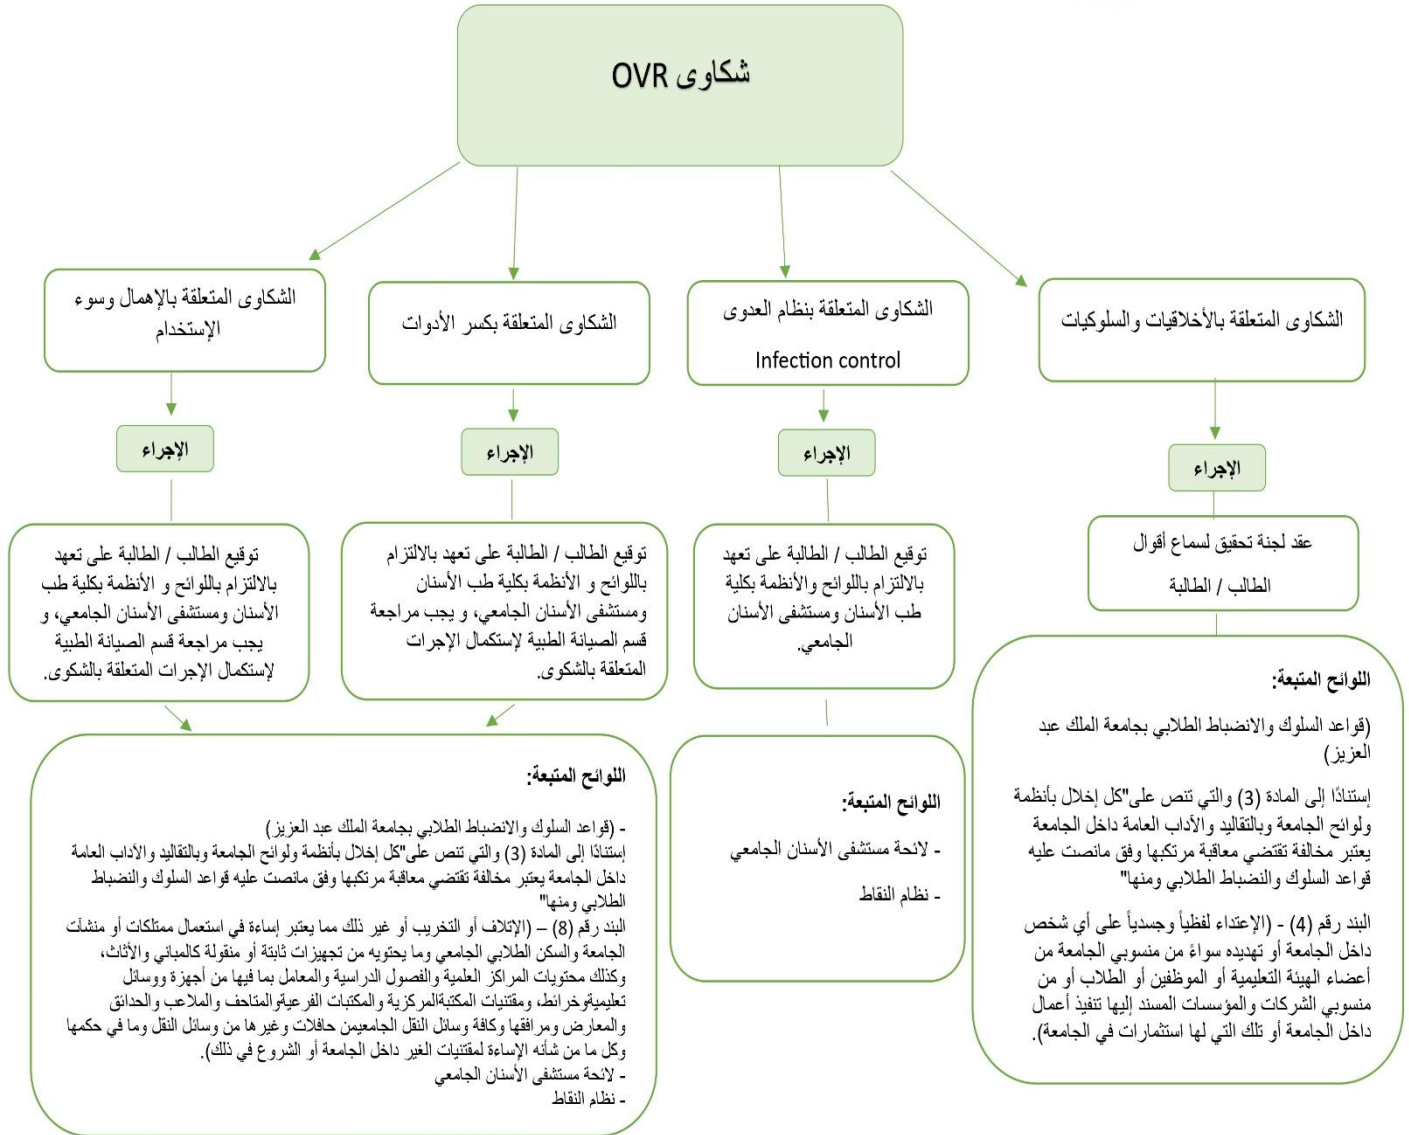 شكاوى OVR
الشكاوى المتعلقة بالأخلاقيات والسلوكيات
الشكاوى المتعلقة بنظام العدوى
Infection control
الشكاوى المتعلقة بكسر الأدوات
الشكاوى المتعلقة بالإهمال وسوء
الإستخدام
الإجراء
الإجراء
الإجراء
الإجراء
عقد لجنة تحقيق لسماع أقوال
الطالب / الطالبة
توقيع الطالب / الطالبة على تعهد
بالالتزام باللوائح والأنظمة بكلية
طب الأسنان ومستشفى الأسنان
الجامعي.
توقيع الطالب / الطالبة على تعهد بالالتزام
باللوائح و الأنظمة بكلية طب الأسنان
ومستشفى الأسنان الجامعي، و يجب مراجعة
قسم الصيانة الطبية لإستكمال الإجرات
المتعلقة بالشكوى.
توقيع الطالب / الطالبة على تعهد
بالالتزام باللوائح و الأنظمة بكلية طب
الأسنان ومستشفى الأسنان الجامعي، و
يجب مراجعة قسم الصيانة الطبية
لإستكمال الإجرات المتعلقة بالشكوى.
اللوائح المتبعة:
(قواعد السلوك والانضباط الطلابي بجامعة الملك عبد
العزيز)
إستنادًا إلى المادة (3) والتي تنص على"كل إخلال بأنظمة
ولوائح الجامعة وبالتقاليد والأداب العامة داخل الجامعة
يعتبر مخالفة تقتضي معاقبة مرتكبها وفق مانصت عليه
قواعد السلوك والنضباط الطلابي ومنها"
البند رقم (4) - (الإعتداء لفظياً وجسدياً على أي شخص
داخل الجامعة أو تهديده سواءً من منسوبي الجامعة من
أعضاء الهيئة التعليمية أو الموظفين أو الطلاب أو من
منسوبي الشركات والمؤسسات المسند إليها تنفيذ أعمال
داخل الجامعة أو تلك التي لها استثمارات في الجامعة).
اللوائح المتبعة:
- لائحة مستشفى الأسنان الجامعي
- نظام النقاط
اللوائح المتبعة:
- (قواعد السلوك والانضباط الطلابي بجامعة الملك عبد العزيز)
إستنادًا إلى المادة (3) والتي تنص على"كل إخلال بأنظمة ولوائح الجامعة وبالتقاليد والأداب العامة
داخل الجامعة يعتبر مخالفة تقتضي معاقبة مرتكبها وفق مانصت عليه قواعد السلوك والنضباط
الطلابي ومنها"
البند رقم (8) – (الإتلاف أو التخريب أو غير ذلك مما يعتبر إساءة في استعمال ممتلكات أو منشآت
الجامعة والسكن الطلابي الجامعي وما يحتويه من تجهيزات ثابتة أو منقولة كالمباني والأثاث،
وكذلك محتويات المراكز العلمية والفصول الدراسية والمعامل بما فيها من أجهزة ووسائل
تعليميةوخرائط، ومقتنيات المكتبةالمركزية والمكتبات الفرعيةوالمتاحف والملاعب والحدائق
والمعارض ومرافقها وكافة وسائل النقل الجامعيمن حافلات وغيرها من وسائل النقل وما في حكمها
وكل ما من شأنه الإساءة لمقتنيات الغير داخل الجامعة أو الشروع في ذلك).
- لائحة مستشفى الأسنان الجامعي
- نظام النقاط